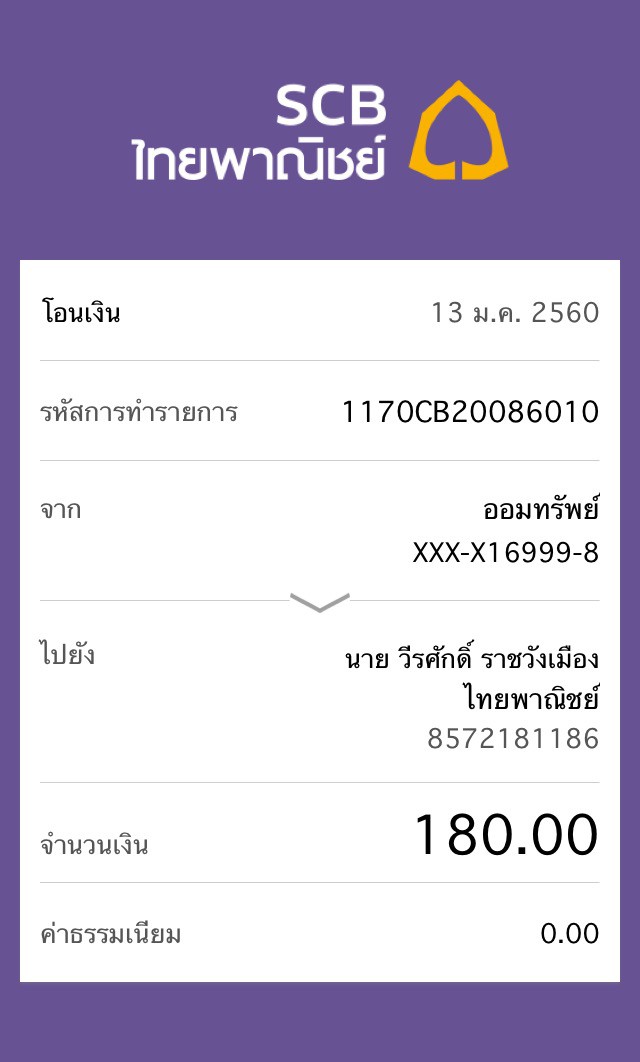 SCB
ไทยพาณิชย์
โอนเงิน 13 ม.ค. 2560
รหัสการทำรายการ 1170CB20086010
จาก ออมทรัพย์
XXX-X16999-8
ไปยัง นาย วีรศักดิ์ ราชวังเมือง
ไทยพาณิชย์
8572181186
จำนวนเงิน 180.00
ค่าธรรมเนียม 0.00